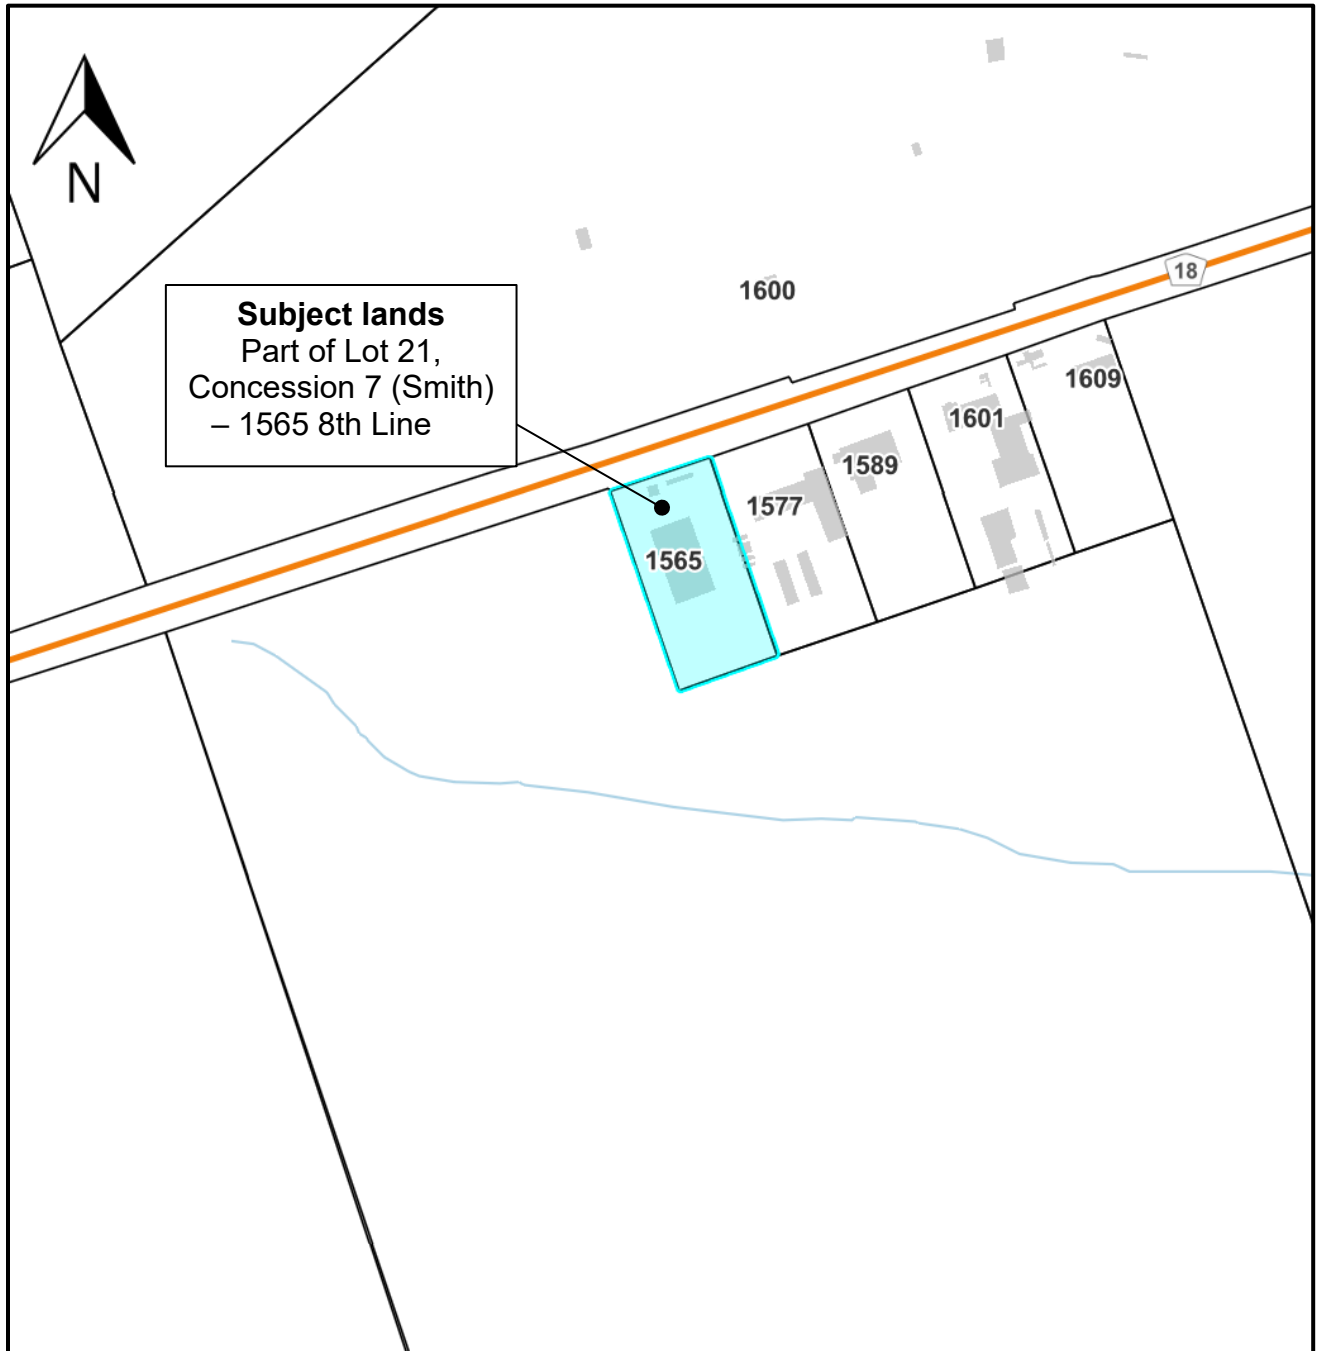 N
18
1600
Subject lands
Part of Lot 21,
Concession 7 (Smith)
– 1565 8th Line
1609
1601
1589
1577
1565